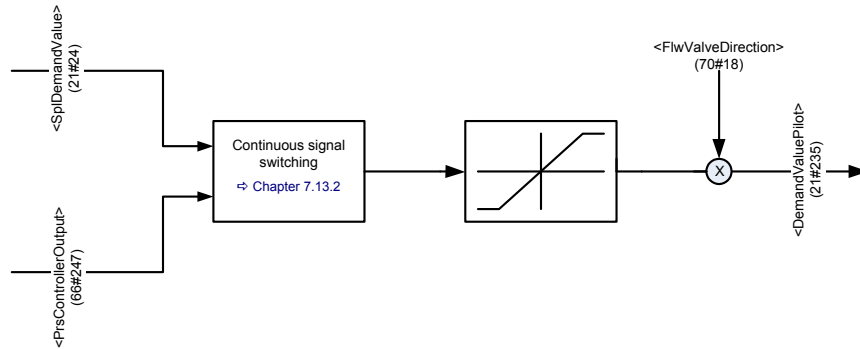 <SplDemandValue>
(21#24)
<FlwValveDirection>
(70#18)
Continuous signal
switching
⇨ Chapter 7.13.2
X
<DemandValuePilot>
(21#235)
<PrsControllerOutput>
(66#247)